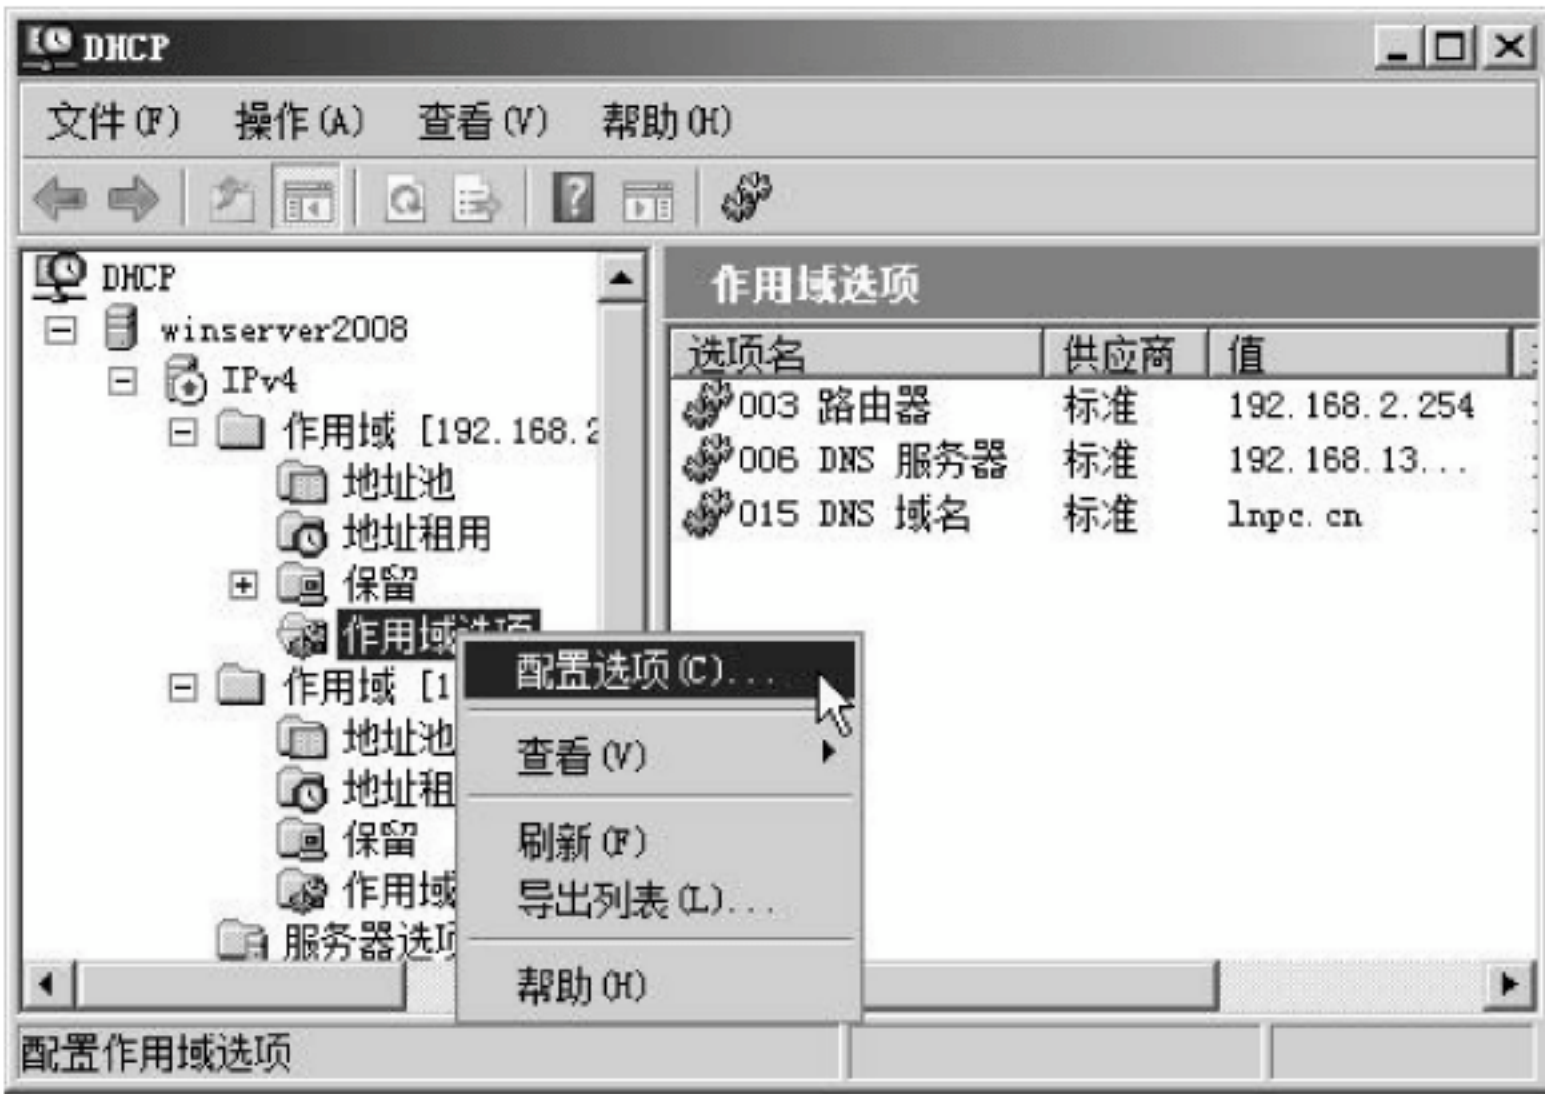 DHCP
文件(F) 操作(A) 查看(V) 帮助(H)
DHCP
winserver2008
IPv4
作用域 [192.168.2
地址池
地址租用
保留
作用域选项
作用域 [1
地址池
地址租
保留
作用域
服务器选项
作用域选项
选项名 供应商 值
003 路由器 标准 192.168.2.254
006 DNS 服务器 标准 192.168.13...
015 DNS 域名 标准 lnpc.cn
配置选项(C)...
查看(V)
刷新(F)
导出列表(L)...
帮助(H)
配置作用域选项